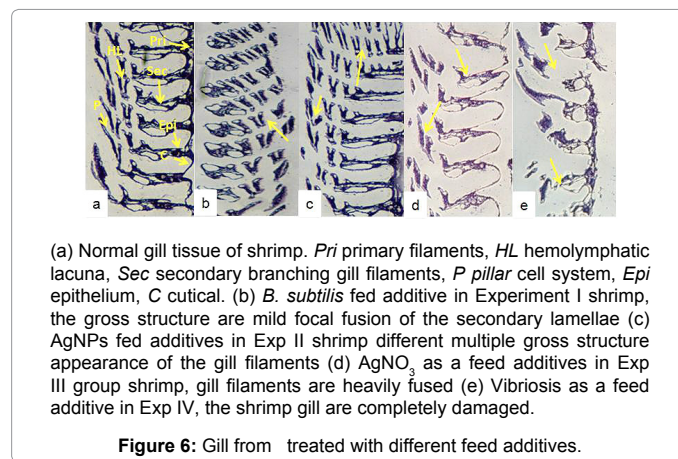 Pri
HL
Sec
P
Epi
C
a
b
c
d
e
(a) Normal gill tissue of shrimp. Pri primary filaments, HL hemolymphatic
lacuna, Sec secondary branching gill filaments, P pillar cell system, Epi
epithelium, C cutical. (b) B. subtilis fed additive in Experiment I shrimp,
the gross structure are mild focal fusion of the secondary lamellae (c)
AgNPs fed additives in Exp II shrimp different multiple gross structure
appearance of the gill filaments (d) AgNO3 as a feed additives in Exp
III group shrimp, gill filaments are heavily fused (e) Vibriosis as a feed
additive in Exp IV, the shrimp gill are completely damaged.
Figure 6: Gill from treated with different feed additives.